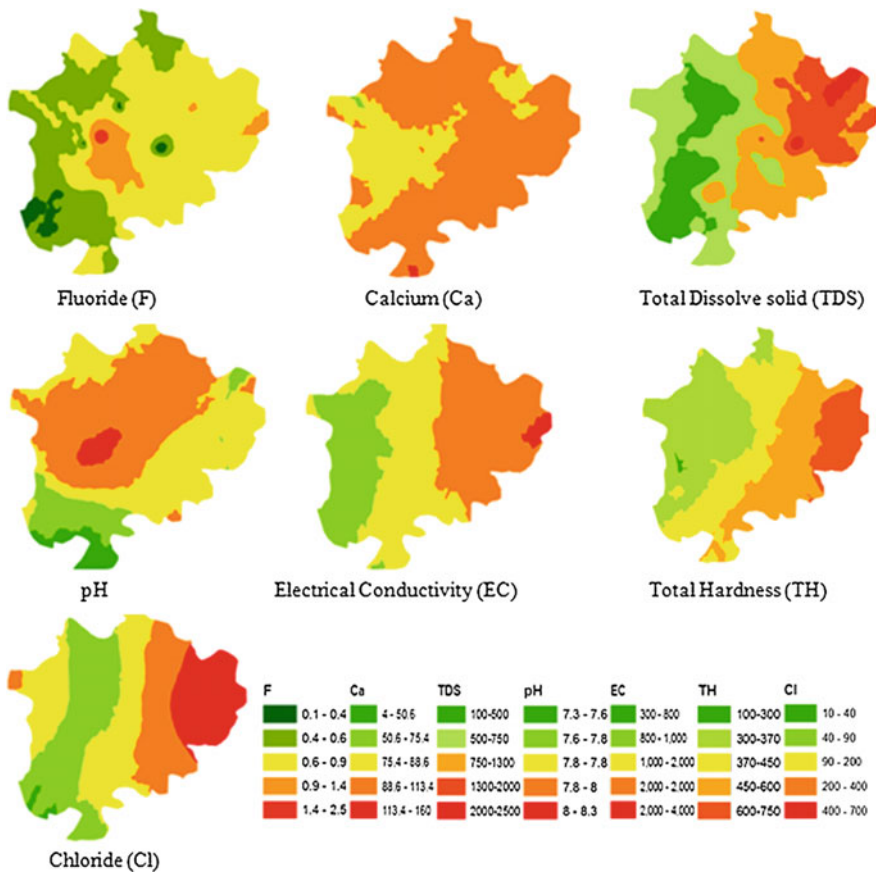 Fluoride (F)
Calcium (Ca)
Total Dissolve solid (TDS)
pH
Electrical Conductivity (EC)
Total Hardness (TH)
Chloride (Cl)
F Ca TDS pH EC TH Cl
0.1 - 0.4 4 - 50.6 100-500 7.3 - 7.6 300 - 800 100-300 10 - 40
0.4 - 0.6 50.6 - 75.4 500-750 7.6 - 7.8 800 - 1,000 300-370 40 - 90
0.6 - 0.9 75.4 - 88.6 750-1300 7.8 - 7.8 1,000 - 2,000 370-450 90 - 200
0.9 - 1.4 88.6 - 113.4 1300-2000 7.8 - 8 2,000 - 2,000 450-600 200 - 400
1.4 - 2.5 113.4 - 160 2000-2500 8 - 8.3 2,000 - 4,000 600-750 400 - 700